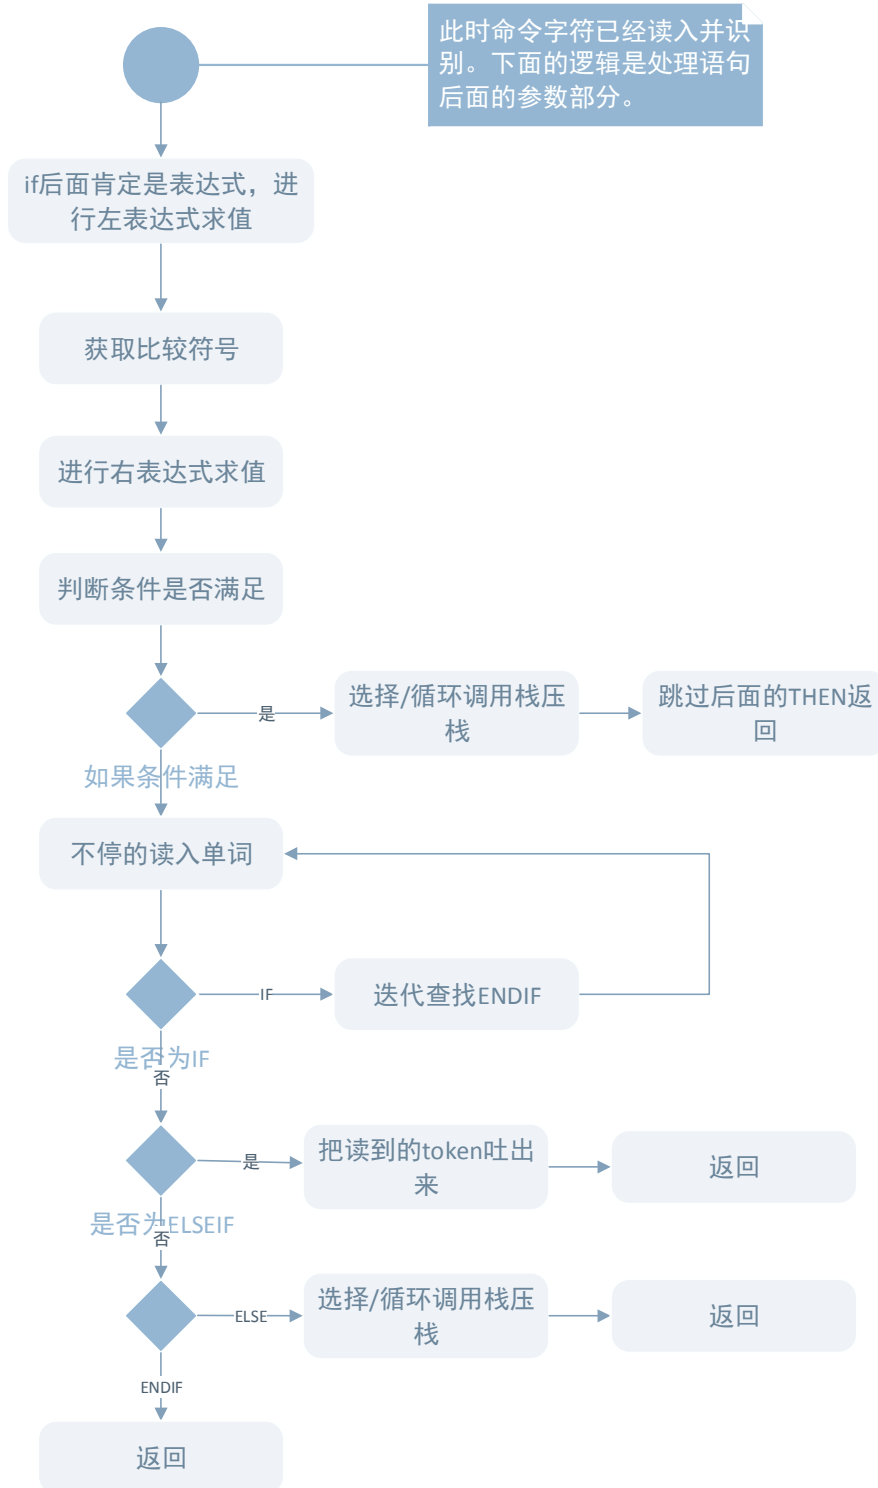 此时命令字符已经读入并识
别。下面的逻辑是处理语句
后面的参数部分。
if后面肯定是表达式，进
行左表达式求值
获取比较符号
进行右表达式求值
判断条件是否满足
是
选择/循环调用栈压
栈
跳过后面的THEN返
回
如果条件满足
不停的读入单词
IF
迭代查找ENDIF
是否为IF
否
是
把读到的token吐出
来
返回
是否为ELSEIF
否
ELSE
选择/循环调用栈压
栈
返回
ENDIF
返回